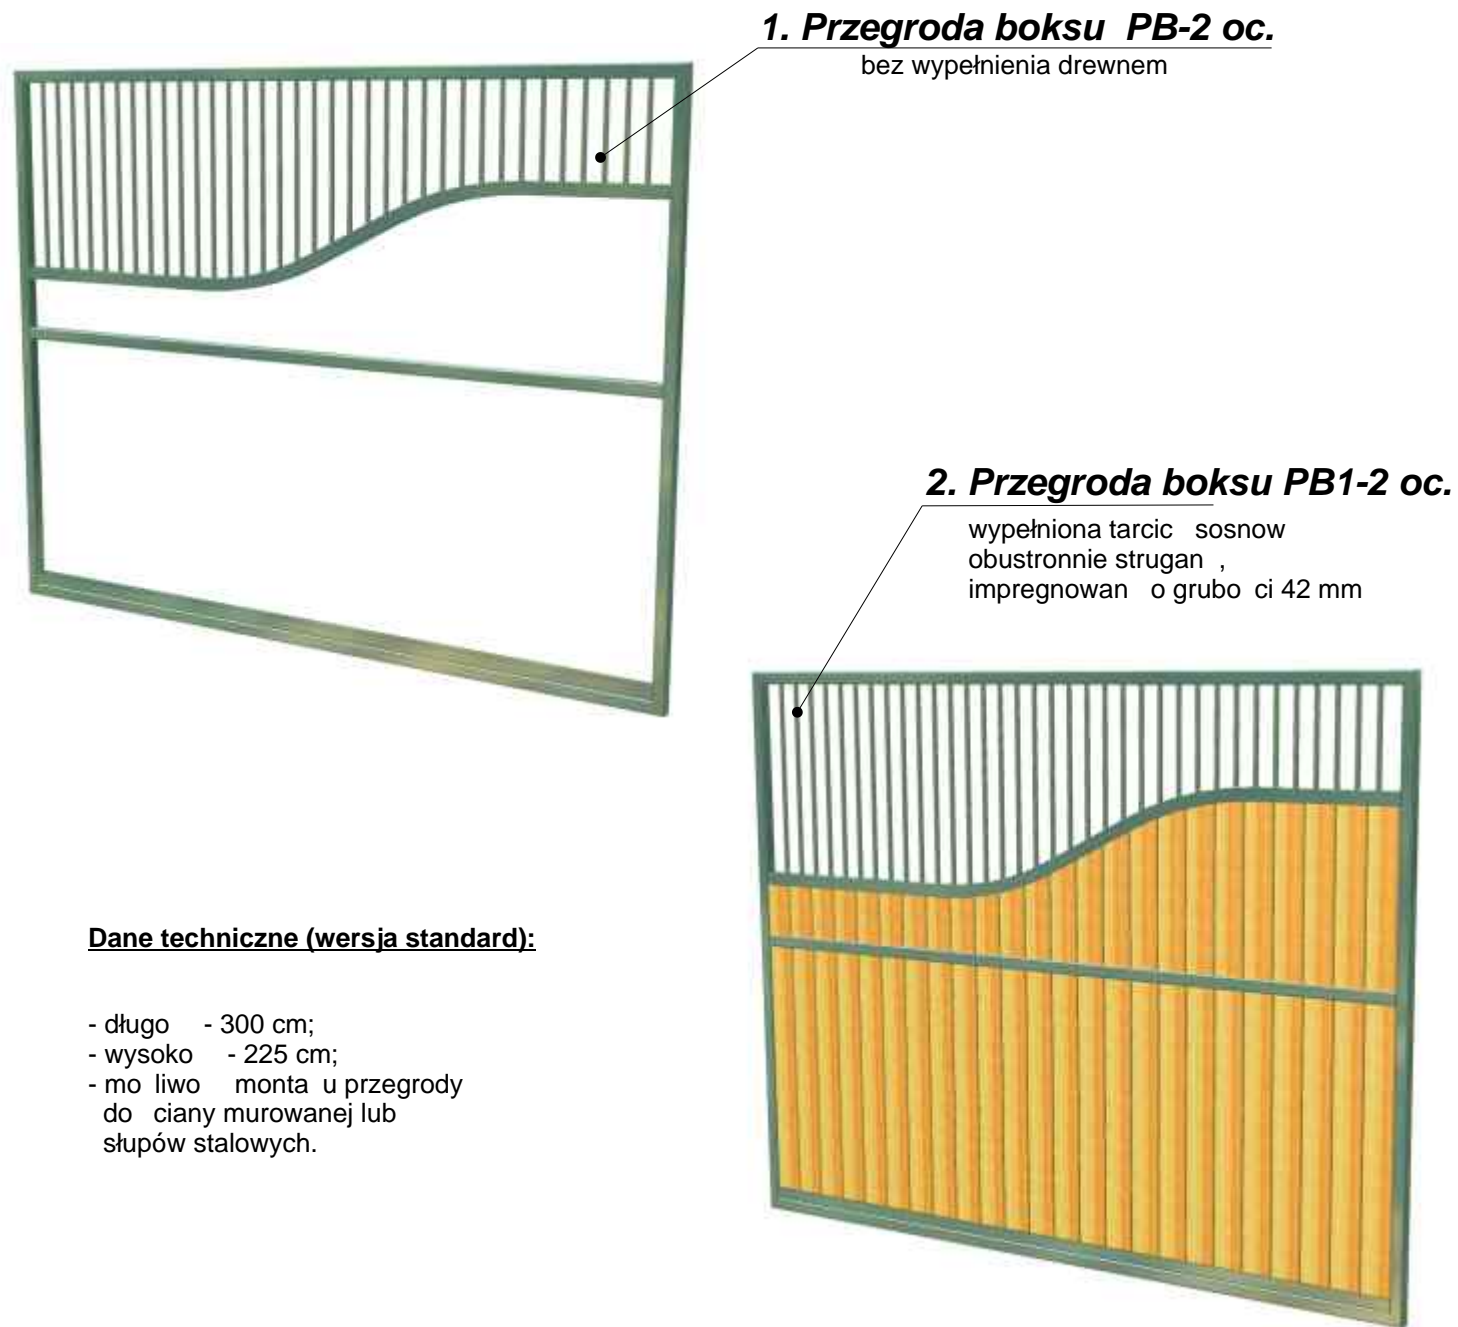 1. Przegroda boksu PB-2 oc.
bez wypełnienia drewnem
2. Przegroda boksu PB1-2 oc.
wypełniona tarcic sosnow
obustronnie strugan ,
impregnowan o grubo ci 42 mm
Dane techniczne (wersja standard):
- długo - 300 cm;
- wysoko - 225 cm;
- mo liwo monta u przegrody
do ciany murowanej lub
słupów stalowych.